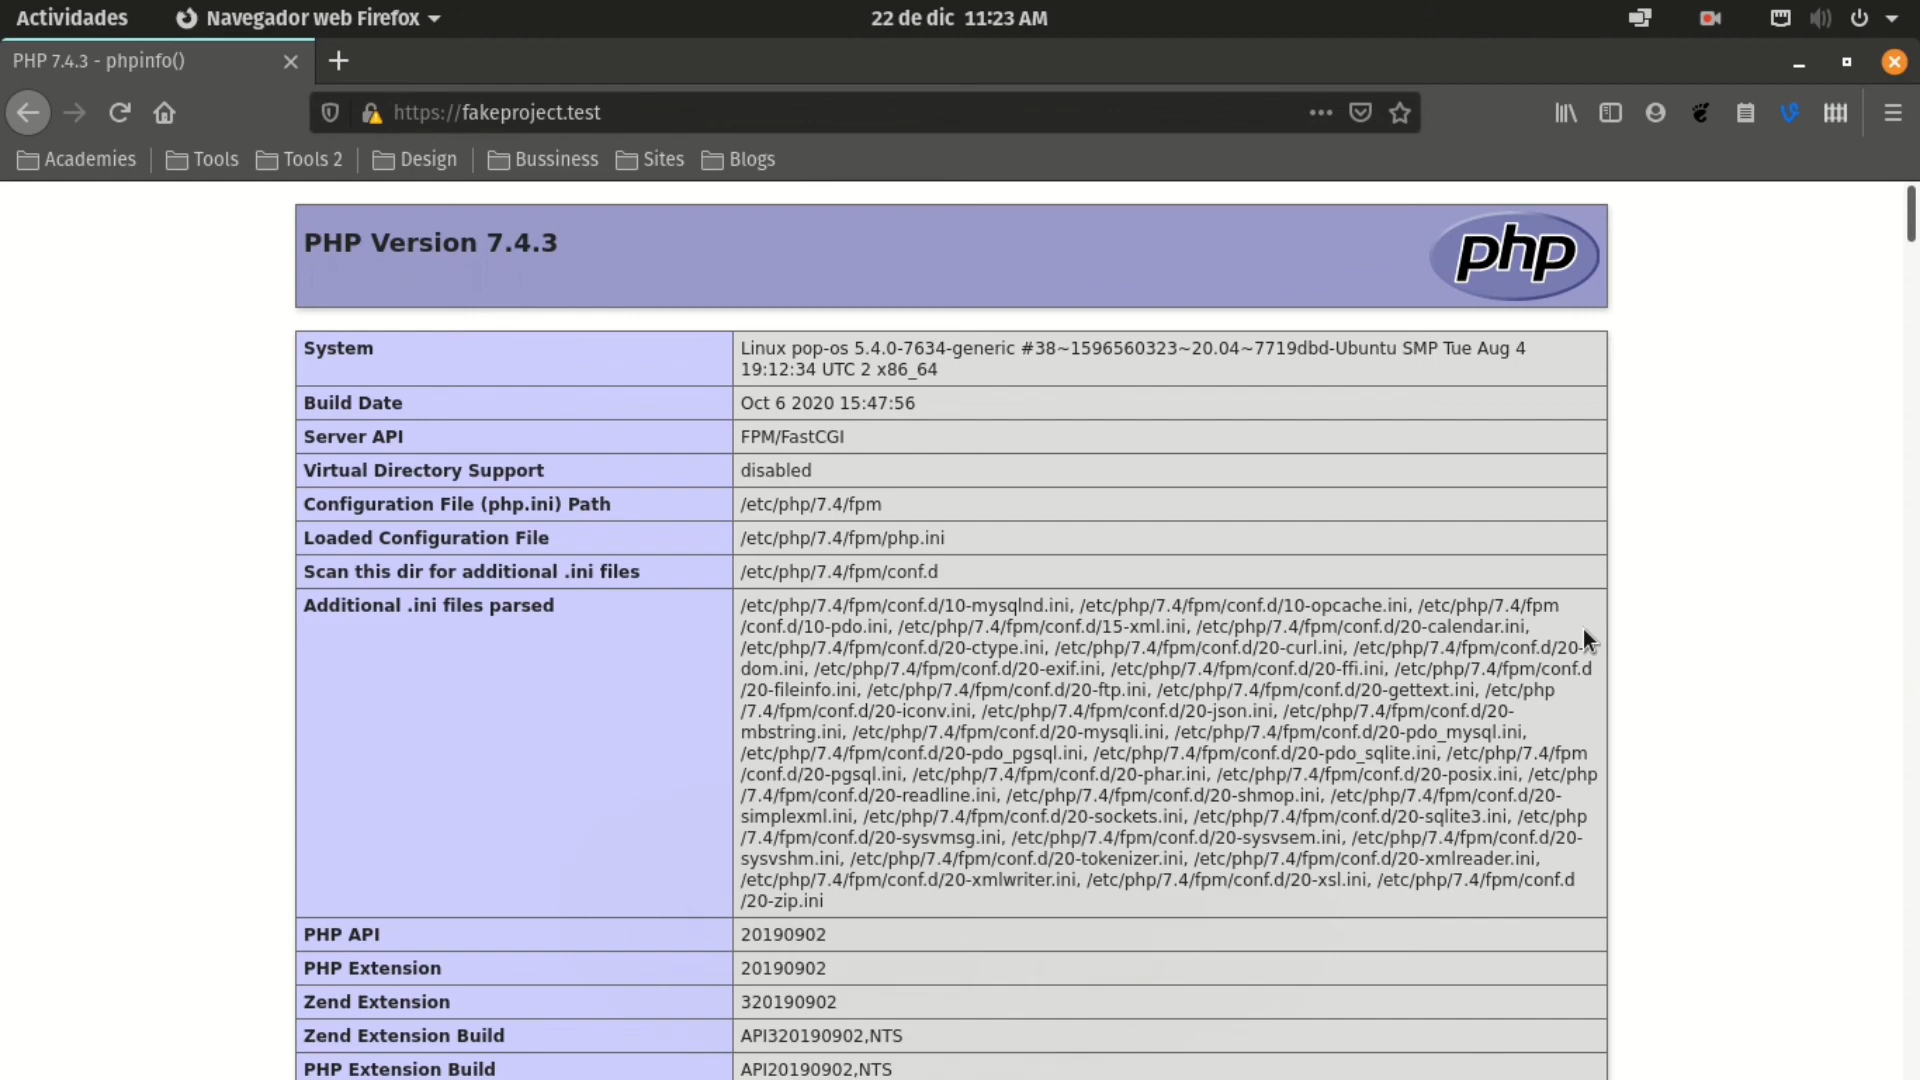 Actividades Navegador web Firefox 22 de dic 11:23 AM
PHP 7.4.3 - phpinfo()
https://fakeproject.test
Academies Tools Tools 2 Design Bussiness Sites Blogs
PHP Version 7.4.3 php
System Linux pop-os 5.4.0-7634-generic #38~1596560323~20.04~7719dbd-Ubuntu SMP Tue Aug 4
19:12:34 UTC 2 x86_64
Build Date Oct 6 2020 15:47:56
Server API FPM/FastCGI
Virtual Directory Support disabled
Configuration File (php.ini) Path /etc/php/7.4/fpm
Loaded Configuration File /etc/php/7.4/fpm/php.ini
Scan this dir for additional .ini files /etc/php/7.4/fpm/conf.d
Additional .ini files parsed /etc/php/7.4/fpm/conf.d/10-mysqlnd.ini, /etc/php/7.4/fpm/conf.d/10-opcache.ini, /etc/php/7.4/fpm
/conf.d/10-pdo.ini, /etc/php/7.4/fpm/conf.d/15-xml.ini, /etc/php/7.4/fpm/conf.d/20-calendar.ini,
/etc/php/7.4/fpm/conf.d/20-ctype.ini, /etc/php/7.4/fpm/conf.d/20-curl.ini, /etc/php/7.4/fpm/conf.d/20-
dom.ini, /etc/php/7.4/fpm/conf.d/20-exif.ini, /etc/php/7.4/fpm/conf.d/20-ffi.ini, /etc/php/7.4/fpm/conf.d
/20-fileinfo.ini, /etc/php/7.4/fpm/conf.d/20-ftp.ini, /etc/php/7.4/fpm/conf.d/20-gettext.ini, /etc/php
/7.4/fpm/conf.d/20-iconv.ini, /etc/php/7.4/fpm/conf.d/20-json.ini, /etc/php/7.4/fpm/conf.d/20-
mbstring.ini, /etc/php/7.4/fpm/conf.d/20-mysqli.ini, /etc/php/7.4/fpm/conf.d/20-pdo_mysql.ini,
/etc/php/7.4/fpm/conf.d/20-pdo_pgsql.ini, /etc/php/7.4/fpm/conf.d/20-pdo_sqlite.ini, /etc/php/7.4/fpm
/conf.d/20-pgsql.ini, /etc/php/7.4/fpm/conf.d/20-phar.ini, /etc/php/7.4/fpm/conf.d/20-posix.ini, /etc/php
/7.4/fpm/conf.d/20-readline.ini, /etc/php/7.4/fpm/conf.d/20-shmop.ini, /etc/php/7.4/fpm/conf.d/20-
simplexml.ini, /etc/php/7.4/fpm/conf.d/20-sockets.ini, /etc/php/7.4/fpm/conf.d/20-sqlite3.ini, /etc/php
/7.4/fpm/conf.d/20-sysvmsg.ini, /etc/php/7.4/fpm/conf.d/20-sysvsem.ini, /etc/php/7.4/fpm/conf.d/20-
sysvshm.ini, /etc/php/7.4/fpm/conf.d/20-tokenizer.ini, /etc/php/7.4/fpm/conf.d/20-xmlreader.ini,
/etc/php/7.4/fpm/conf.d/20-xmlwriter.ini, /etc/php/7.4/fpm/conf.d/20-xsl.ini, /etc/php/7.4/fpm/conf.d
/20-zip.ini
PHP API 20190902
PHP Extension 20190902
Zend Extension 320190902
Zend Extension Build API320190902,NTS
PHP Extension Build API20190902,NTS